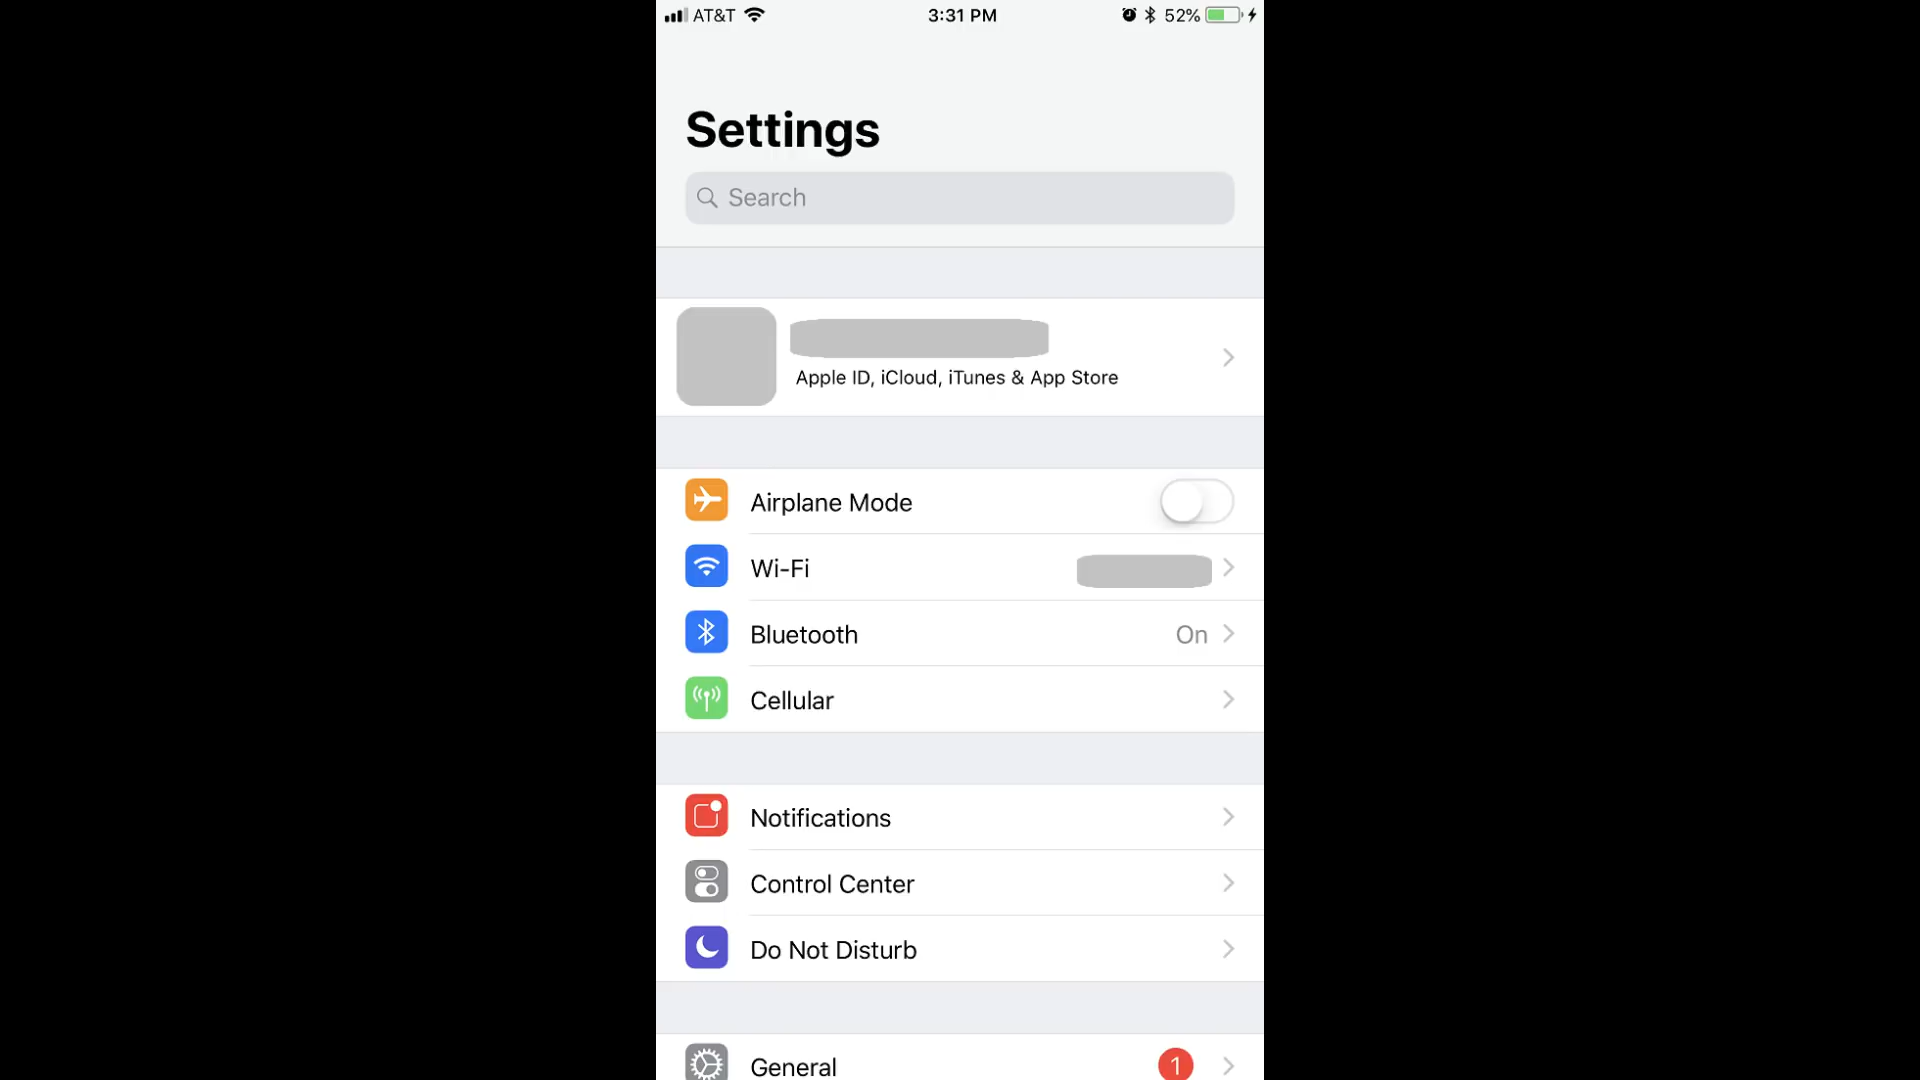 AT&T 3:31 PM 52%
Settings
Search
Apple ID, iCloud, iTunes & App Store
Airplane Mode
Wi-Fi
Bluetooth On
Cellular
Notifications
Control Center
Do Not Disturb
General 1